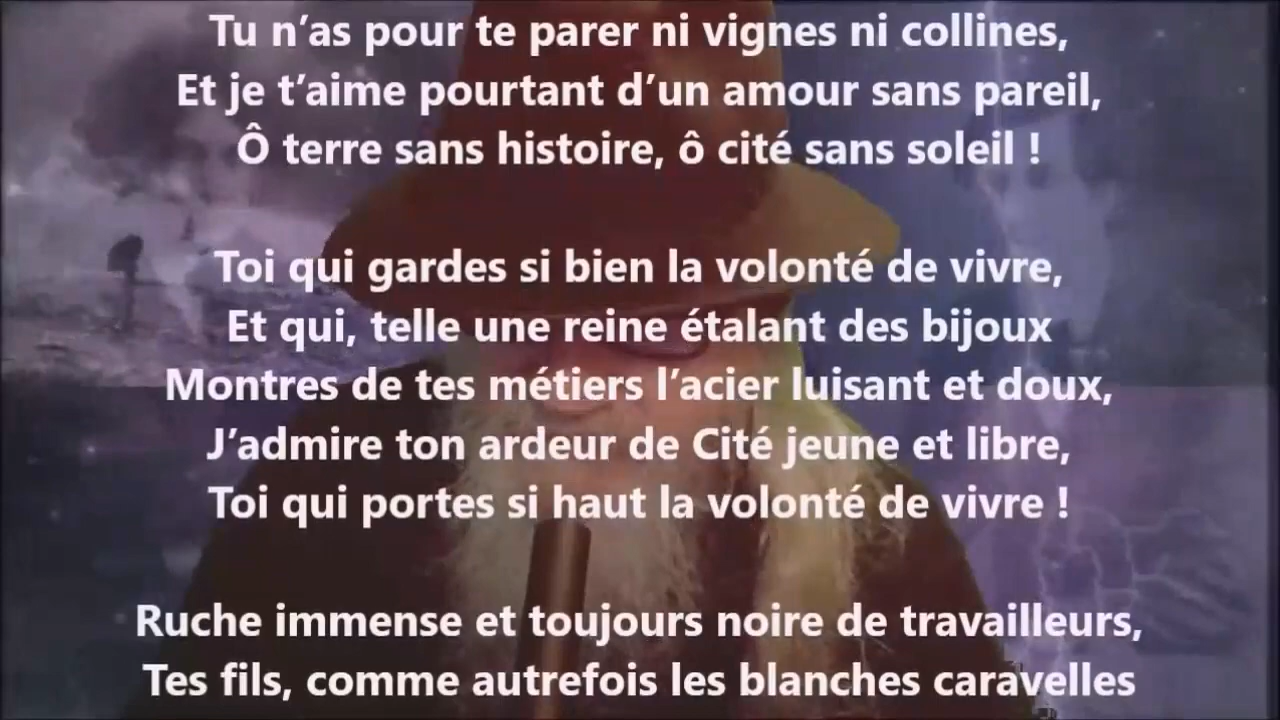 Tu n’as pour te parer ni vignes ni collines,
Et je t’aime pourtant d’un amour sans pareil,
Ô terre sans histoire, ô cité sans soleil !
Toi qui gardes si bien la volonté de vivre,
Et qui, telle une reine étalant des bijoux
Montres de tes métiers l’acier luisant et doux,
J’admire ton ardeur de Cité jeune et libre,
Toi qui portes si haut la volonté de vivre !
Ruche immense et toujours noire de travailleurs,
Tes fils, comme autrefois les blanches caravelles